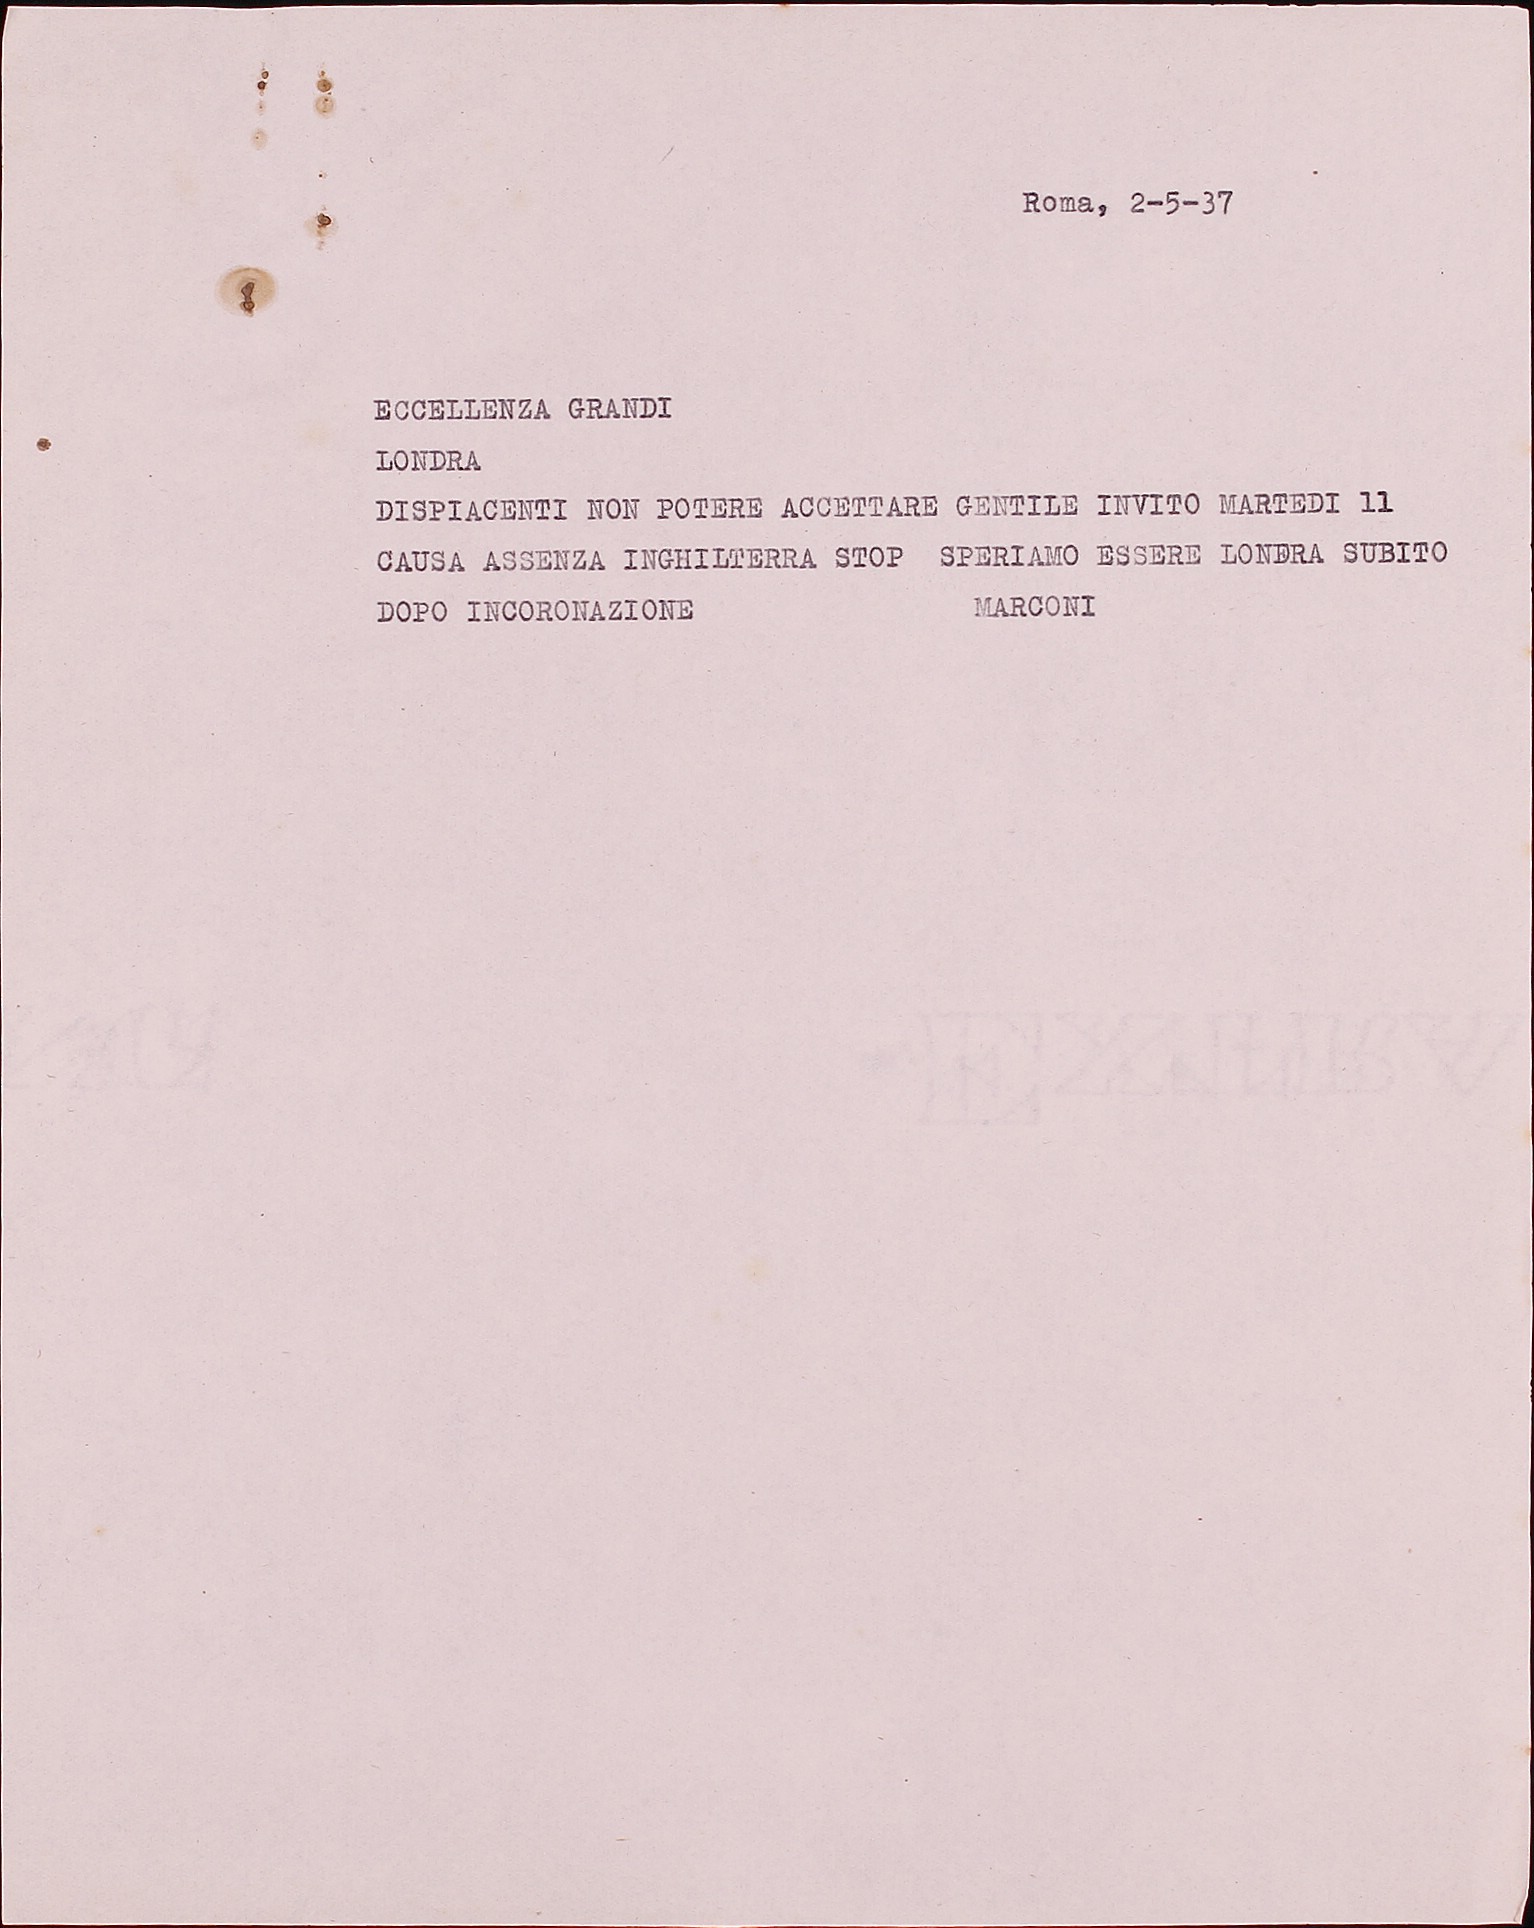 Roma, 2-5-37
ECCELLENZA GRANDI
LONDRA
DISPIACENTI NON POTERE ACCETTARE GENTILE INVITO MARTEDI 11
CAUSA ASSENZA INGHILTERRA STOP SPERIAMO ESSERE LONDRA SUBITO
DOPO INCORONAZIONE MARCONI